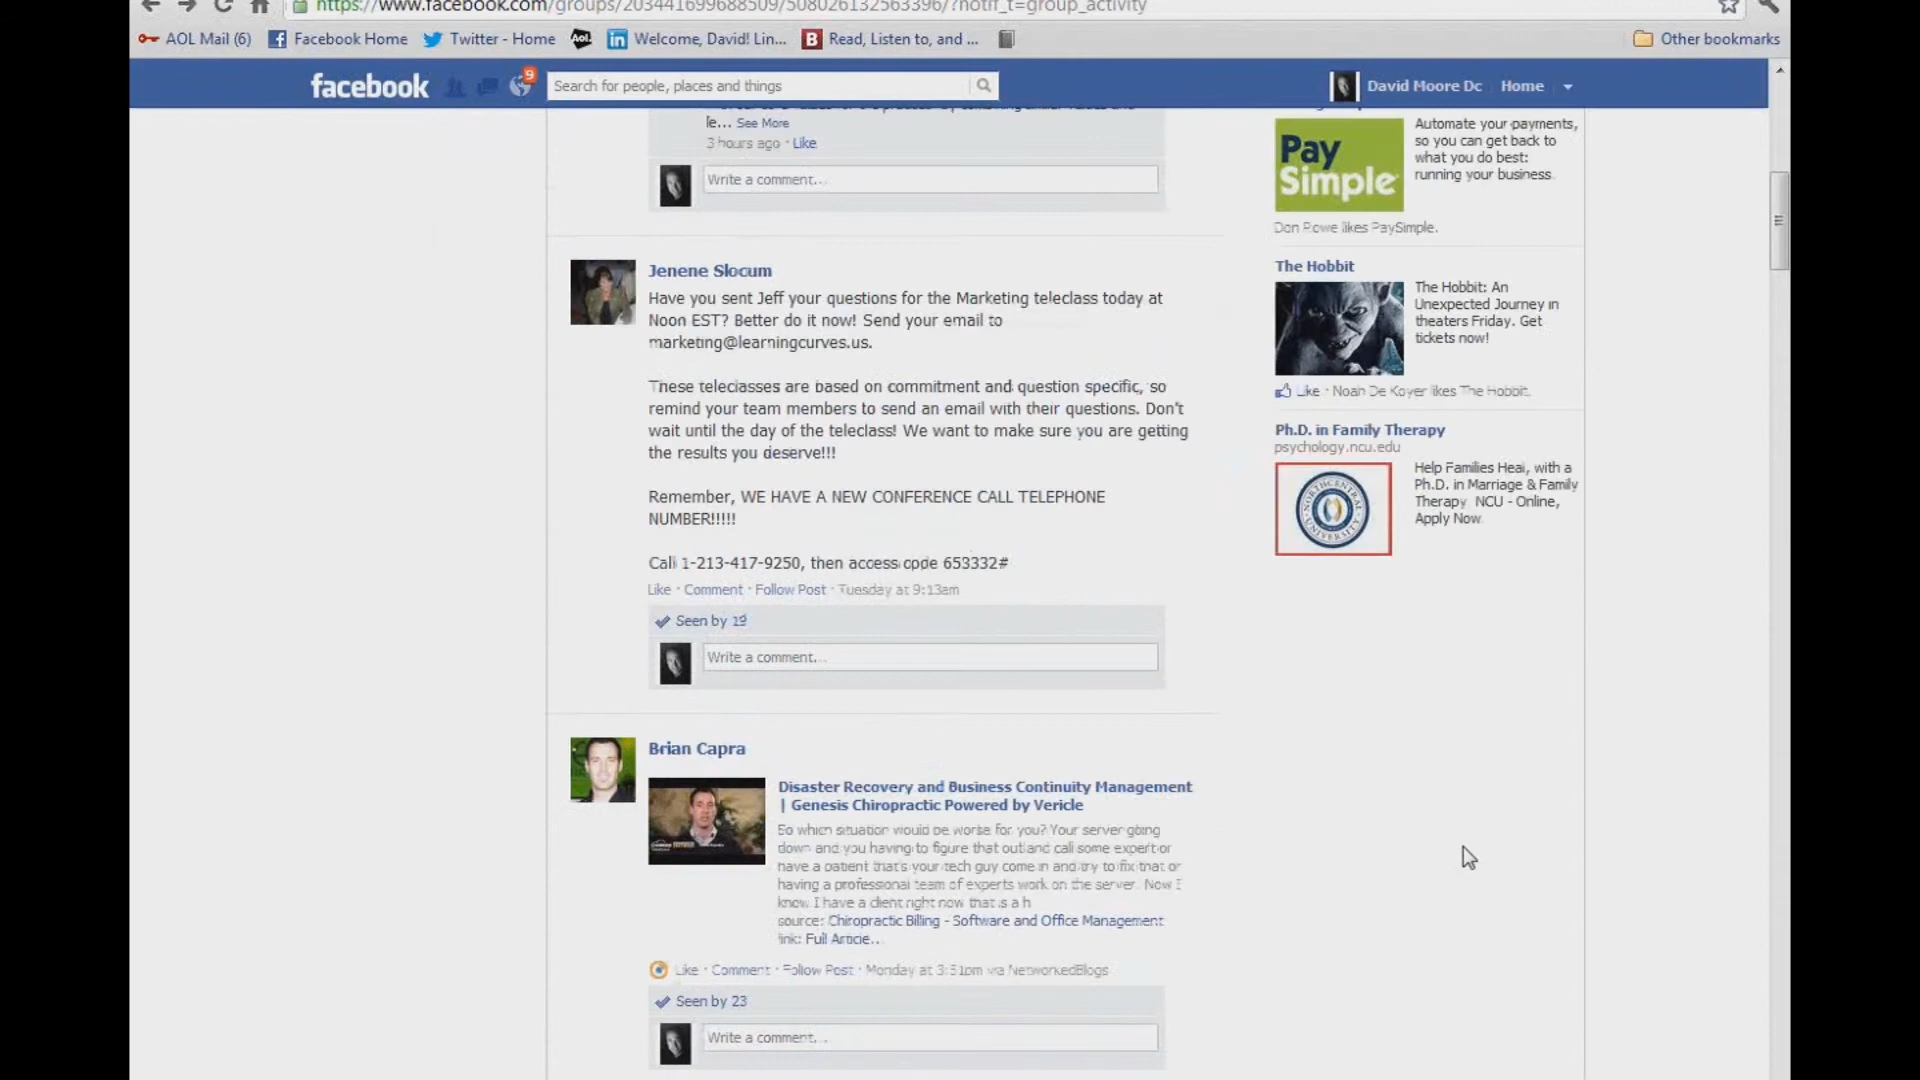 https://www.facebook.com/groups/203441699688509/508026132563396/?notif_t=group_activity
AOL Mail (6)
Facebook Home
Twitter - Home
Aol.
Welcome, David! Lin...
Read, Listen to, and ...
Other bookmarks
facebook
9
Search for people, places and things
David Moore Dc
Home
le... See More
3 hours ago · Like
Write a comment...
Jenene Slocum
Have you sent Jeff your questions for the Marketing teleclass today at
Noon EST? Better do it now! Send your email to
marketing@learningcurves.us.
These teleclasses are based on commitment and question specific, so
remind your team members to send an email with their questions. Don't
wait until the day of the teleclass! We want to make sure you are getting
the results you deserve!!!
Remember, WE HAVE A NEW CONFERENCE CALL TELEPHONE
NUMBER!!!!!
Call 1-213-417-9250, then access code 653332#
Like · Comment · Follow Post · Tuesday at 9:13am
Seen by 19
Write a comment...
Brian Capra
Disaster Recovery and Business Continuity Management
| Genesis Chiropractic Powered by Vericle
So which situation would be worse for you? Your server going
down and you having to figure that out and call some expert or
have a patient that's your tech guy come in and try to fix that or
having a professional team of experts work on the server. Now I
know I have a client right now that is a h
source: Chiropractic Billing - Software and Office Management
link: Full Article...
Like · Comment · Follow Post · Monday at 3:51pm via NetworkedBlogs
Seen by 23
Write a comment...
Pay
Simple
Automate your payments,
so you can get back to
what you do best:
running your business.
Don Rowe likes PaySimple.
The Hobbit
The Hobbit: An
Unexpected Journey in
theaters Friday. Get
tickets now!
Like · Noah De Koyer likes The Hobbit.
Ph.D. in Family Therapy
psychology.ncu.edu
NORTHCENTRAL
UNIVERSITY
Help Families Heal, with a
Ph.D. in Marriage & Family
Therapy NCU - Online,
Apply Now